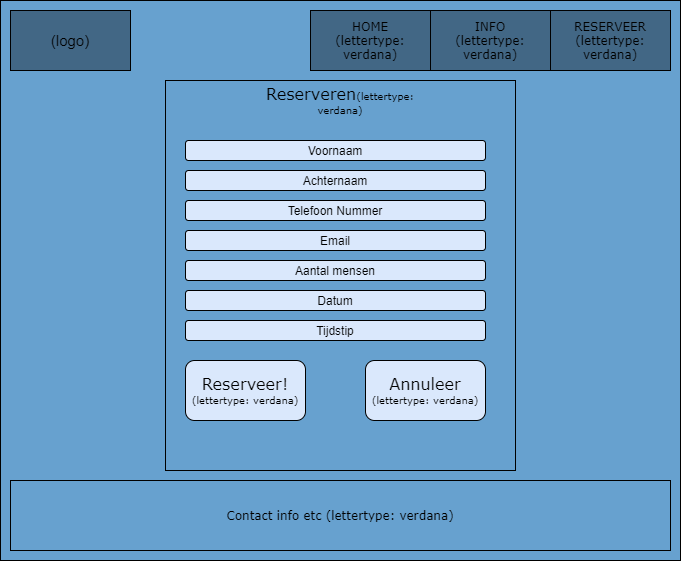 (logo)
HOME
(lettertype:
verdana)
INFO
(lettertype:
verdana)
RESERVEER
(lettertype:
verdana)
Reserveren(lettertype:
verdana)
Voornaam
Achternaam
Telefoon Nummer
Email
Aantal mensen
Datum
Tijdstip
Reserveer!
(lettertype: verdana)
Annuleer
(lettertype: verdana)
Contact info etc (lettertype: verdana)